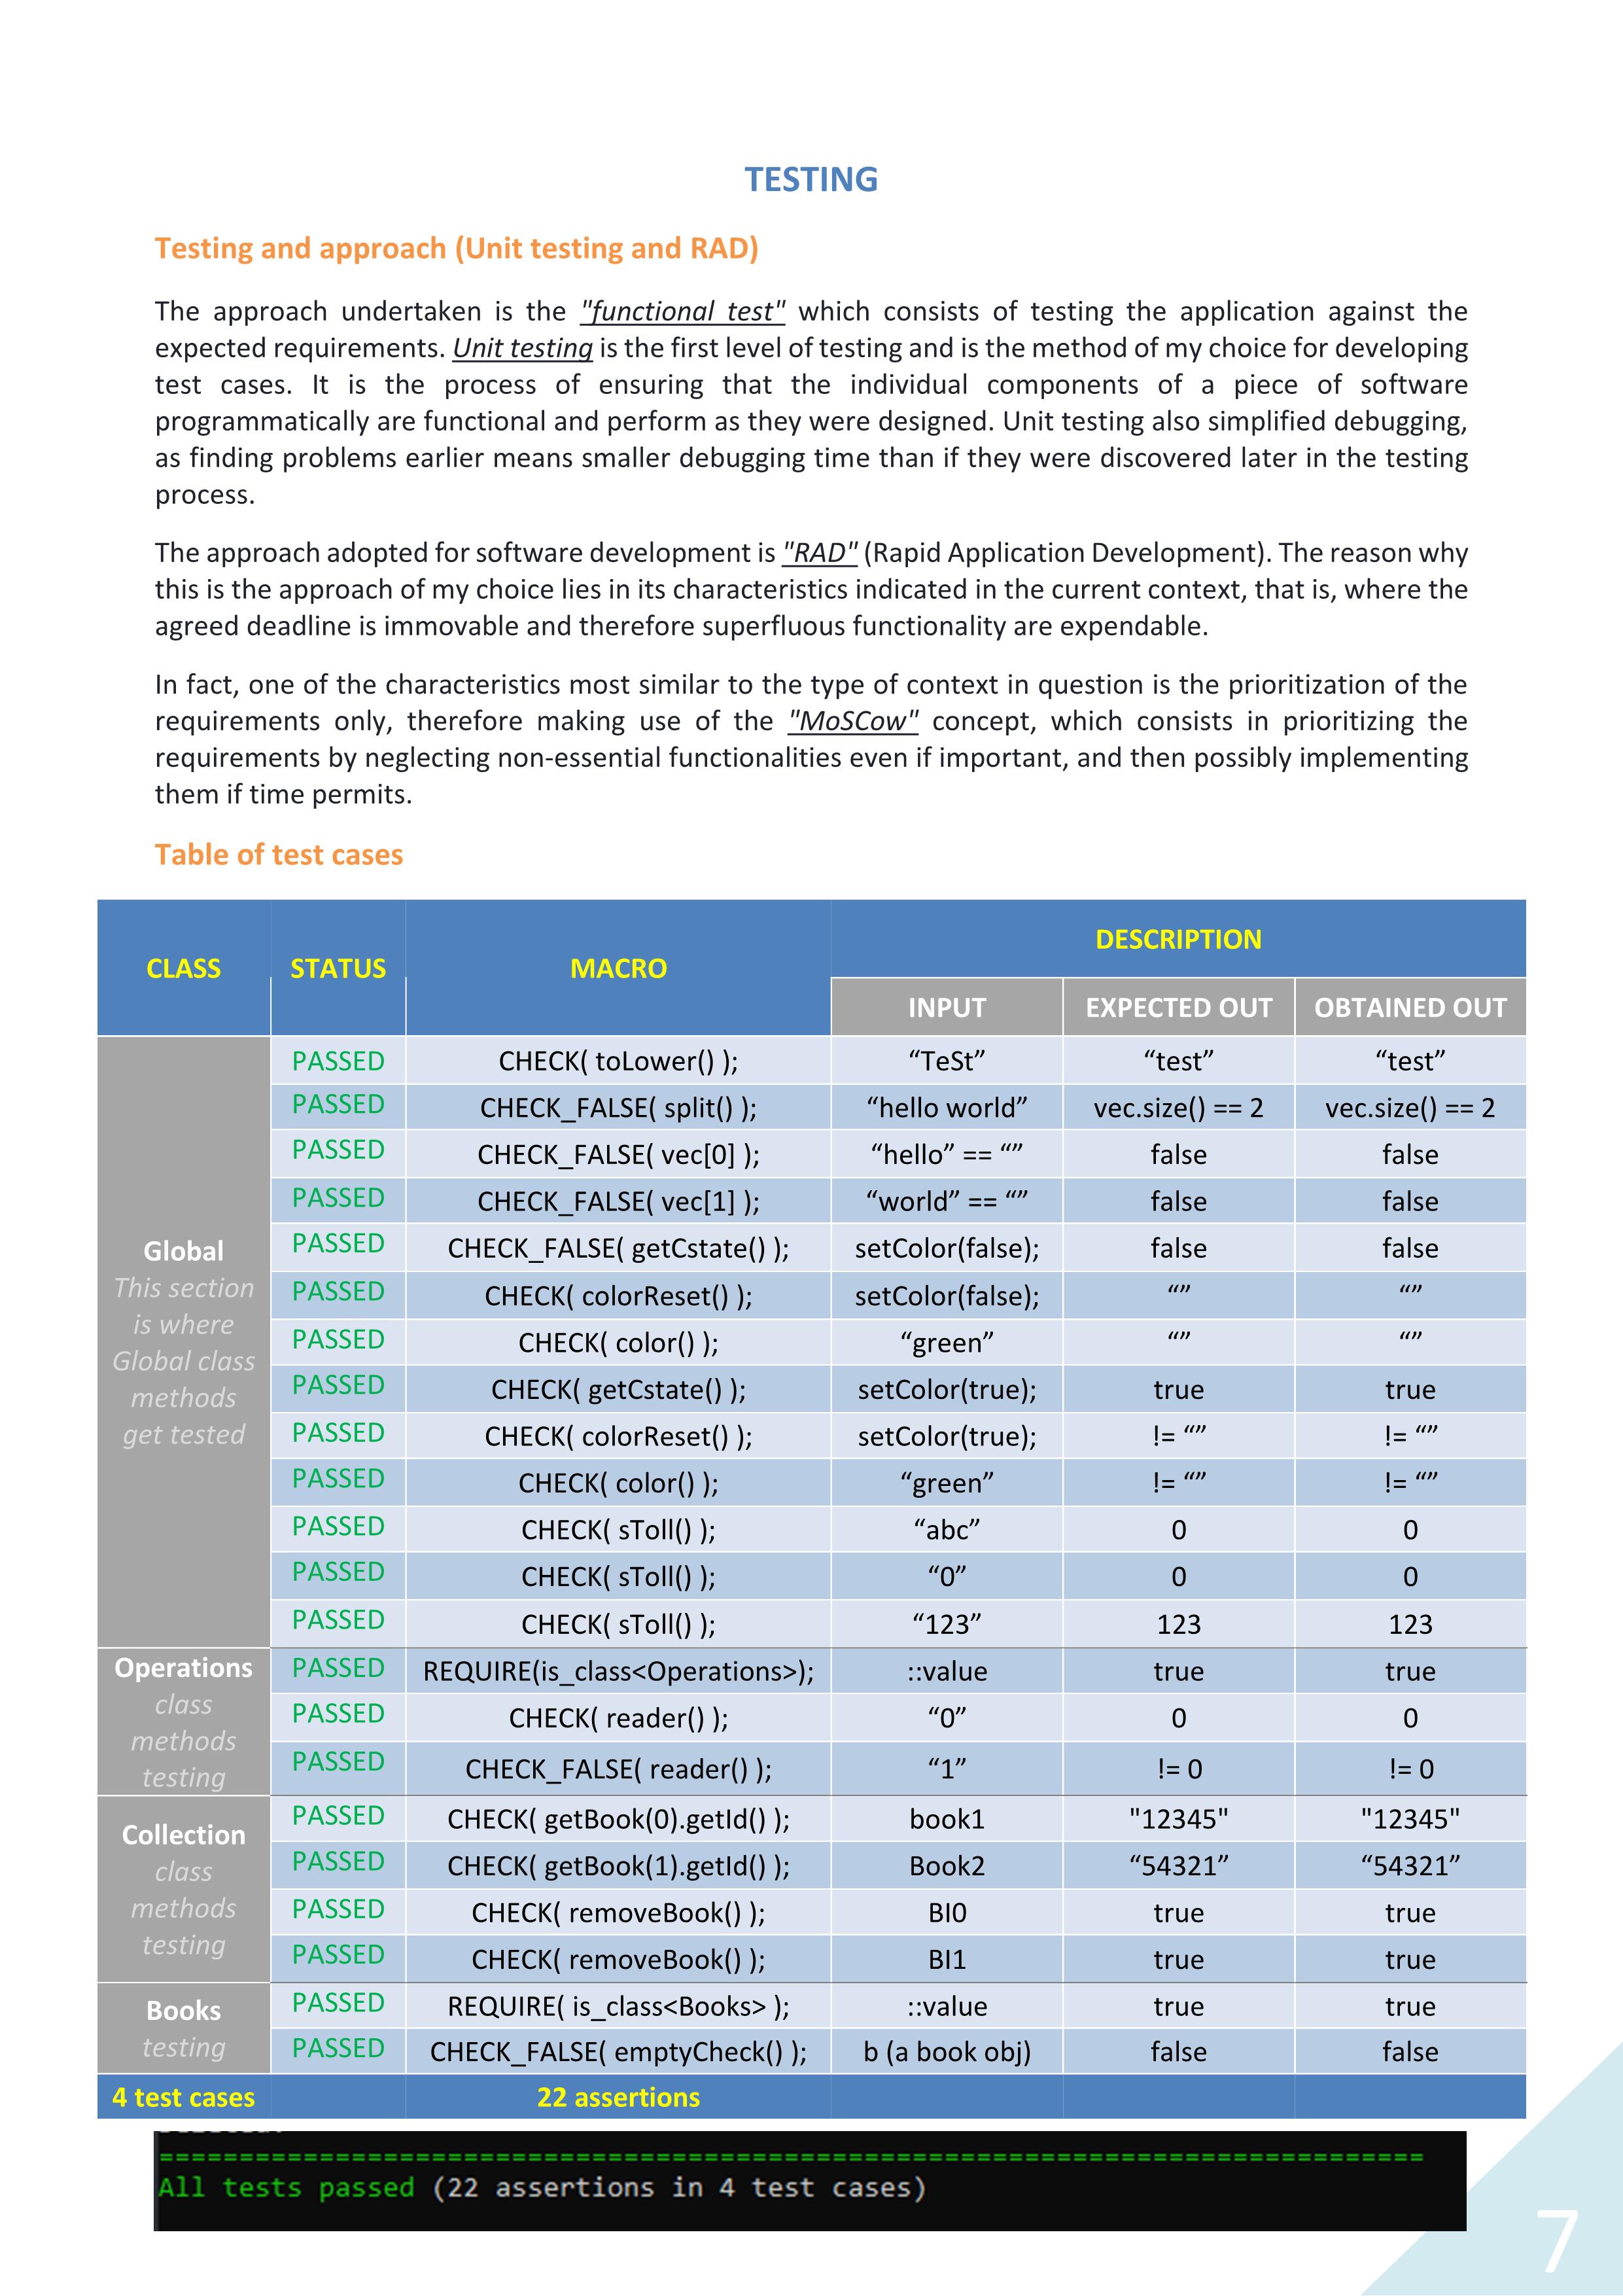 TESTING
Testing and approach (Unit testing and RAD)
The approach undertaken is the "functional test" which consists of testing the application against the
expected requirements. Unit testing is the first level of testing and is the method of my choice for developing
test cases. It is the process of ensuring that the individual components of a piece of software
programmatically are functional and perform as they were designed. Unit testing also simplified debugging,
as finding problems earlier means smaller debugging time than if they were discovered later in the testing
process.
The approach adopted for software development is "RAD" (Rapid Application Development). The reason why
this is the approach of my choice lies in its characteristics indicated in the current context, that is, where the
agreed deadline is immovable and therefore superfluous functionality are expendable.
In fact, one of the characteristics most similar to the type of context in question is the prioritization of the
requirements only, therefore making use of the "MoSCow" concept, which consists in prioritizing the
requirements by neglecting non-essential functionalities even if important, and then possibly implementing
them if time permits.
Table of test cases
CLASS STATUS MACRO DESCRIPTION
INPUT EXPECTED OUT OBTAINED OUT
PASSED CHECK( toLower() ); “TeSt” “test” “test”
PASSED CHECK_FALSE( split() ); “hello world” vec.size() == 2 vec.size() == 2
PASSED CHECK_FALSE( vec[0] ); “hello” == “” false false
PASSED CHECK_FALSE( vec[1] ); “world” == “” false false
Global
This section
is where
Global class
methods
get tested
PASSED CHECK_FALSE( getCstate() ); setColor(false); false false
PASSED CHECK( colorReset() ); setColor(false); “” “”
PASSED CHECK( color() ); “green” “” “”
PASSED CHECK( getCstate() ); setColor(true); true true
PASSED CHECK( colorReset() ); setColor(true); != “” != “”
PASSED CHECK( color() ); “green” != “” != “”
PASSED CHECK( sToll() ); “abc” 0 0
PASSED CHECK( sToll() ); “0” 0 0
PASSED CHECK( sToll() ); “123” 123 123
Operations
class
methods
testing
PASSED REQUIRE(is_class<Operations>); ::value true true
PASSED CHECK( reader() ); “0” 0 0
PASSED CHECK_FALSE( reader() ); “1” != 0 != 0
Collection
class
methods
testing
PASSED CHECK( getBook(0).getId() ); book1 "12345" "12345"
PASSED CHECK( getBook(1).getId() ); Book2 “54321” “54321”
PASSED CHECK( removeBook() ); BI0 true true
PASSED CHECK( removeBook() ); BI1 true true
Books
testing
PASSED REQUIRE( is_class<Books> ); ::value true true
PASSED CHECK_FALSE( emptyCheck() ); b (a book obj) false false
4 test cases 22 assertions
===============================================================================
All tests passed (22 assertions in 4 test cases)
7